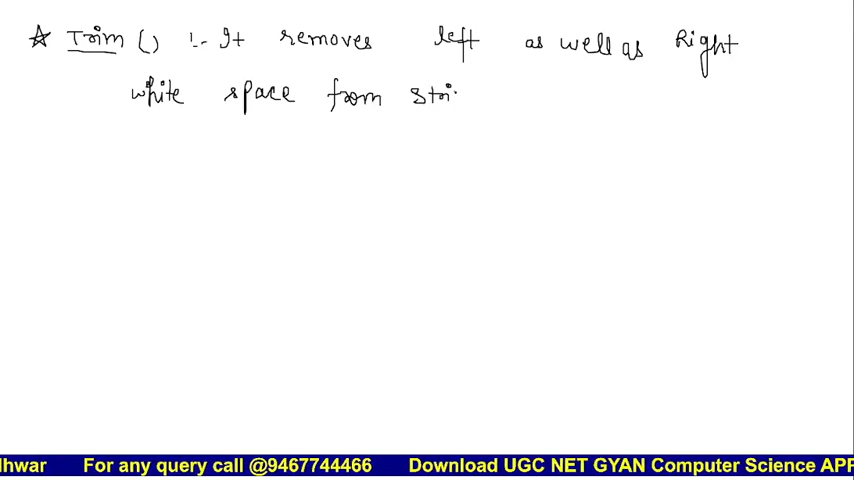 ☆ Trim () :- It removes left as well as Right
white space from stri
lhwar For any query call @9467744466 Download UGC NET GYAN Computer Science APP